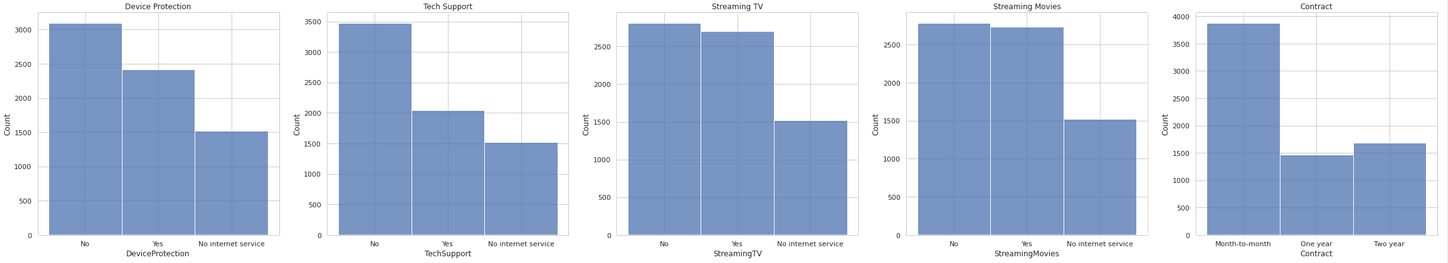 Device Protection
Count
3000
2500
2000
1500
1000
500
0
No Yes No internet service
DeviceProtection
Tech Support
Count
3500
3000
2500
2000
1500
1000
500
0
No Yes No internet service
TechSupport
Streaming TV
Count
2500
2000
1500
1000
500
0
No Yes No internet service
StreamingTV
Streaming Movies
Count
2500
2000
1500
1000
500
0
No Yes No internet service
StreamingMovies
Contract
Count
4000
3500
3000
2500
2000
1500
1000
500
0
Month-to-month One year Two year
Contract